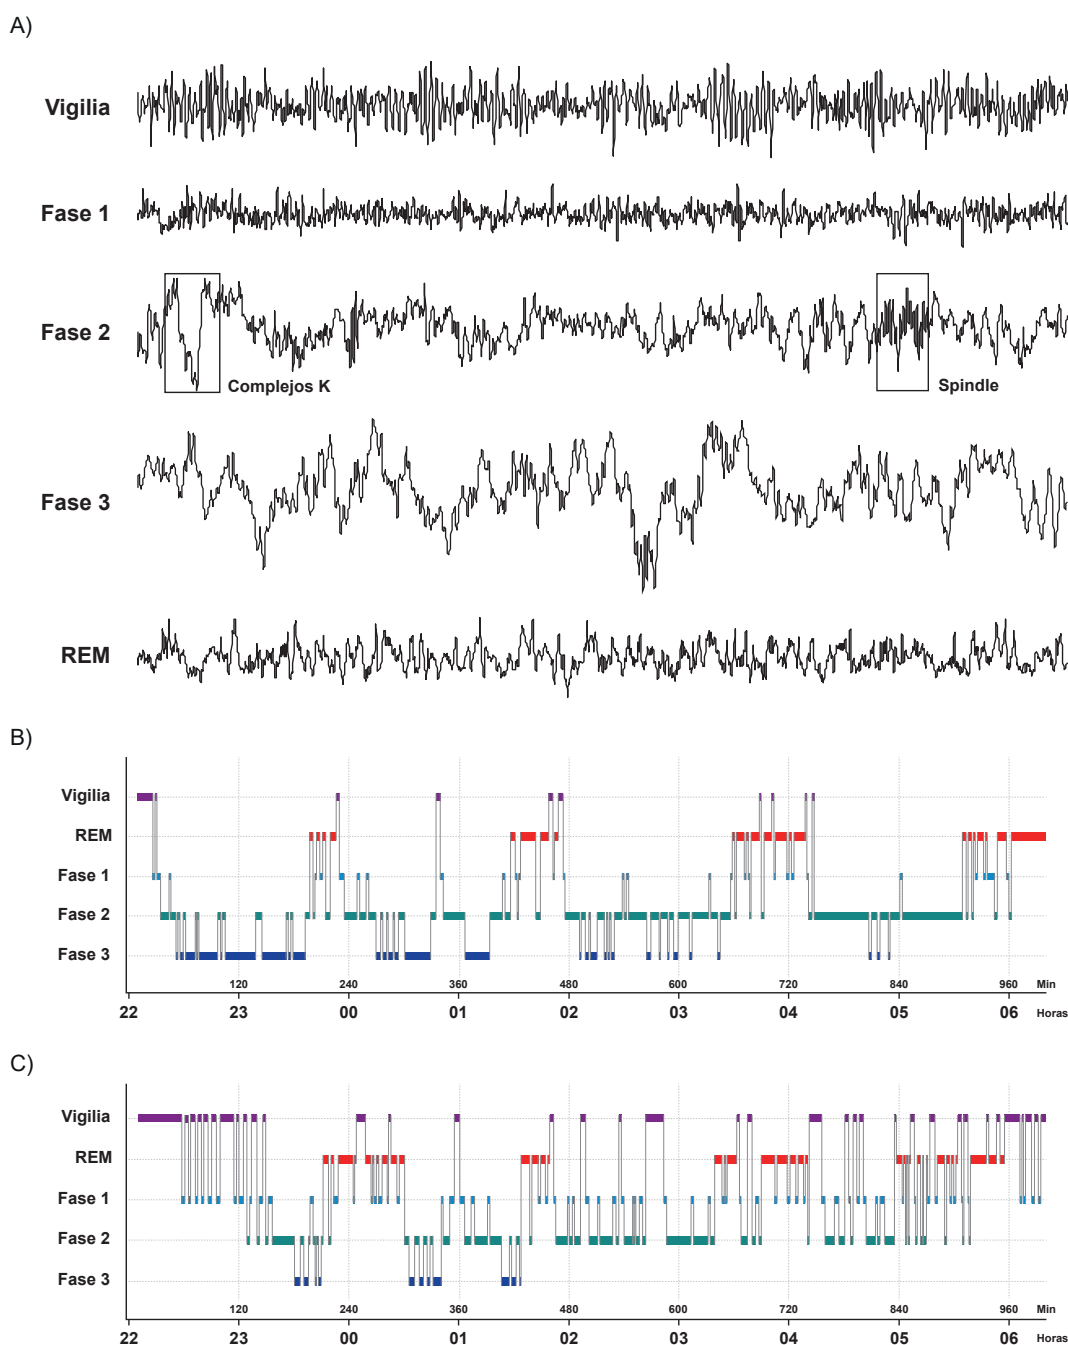 A)
Vigilia
Fase 1
Fase 2
Complejos K
Spindle
Fase 3
REM
B)
Vigilia
REM
Fase 1
Fase 2
Fase 3
120 240 360 480 600 720 840 960 Min
22 23 00 01 02 03 04 05 06 Horas
C)
Vigilia
REM
Fase 1
Fase 2
Fase 3
120 240 360 480 600 720 840 960 Min
22 23 00 01 02 03 04 05 06 Horas